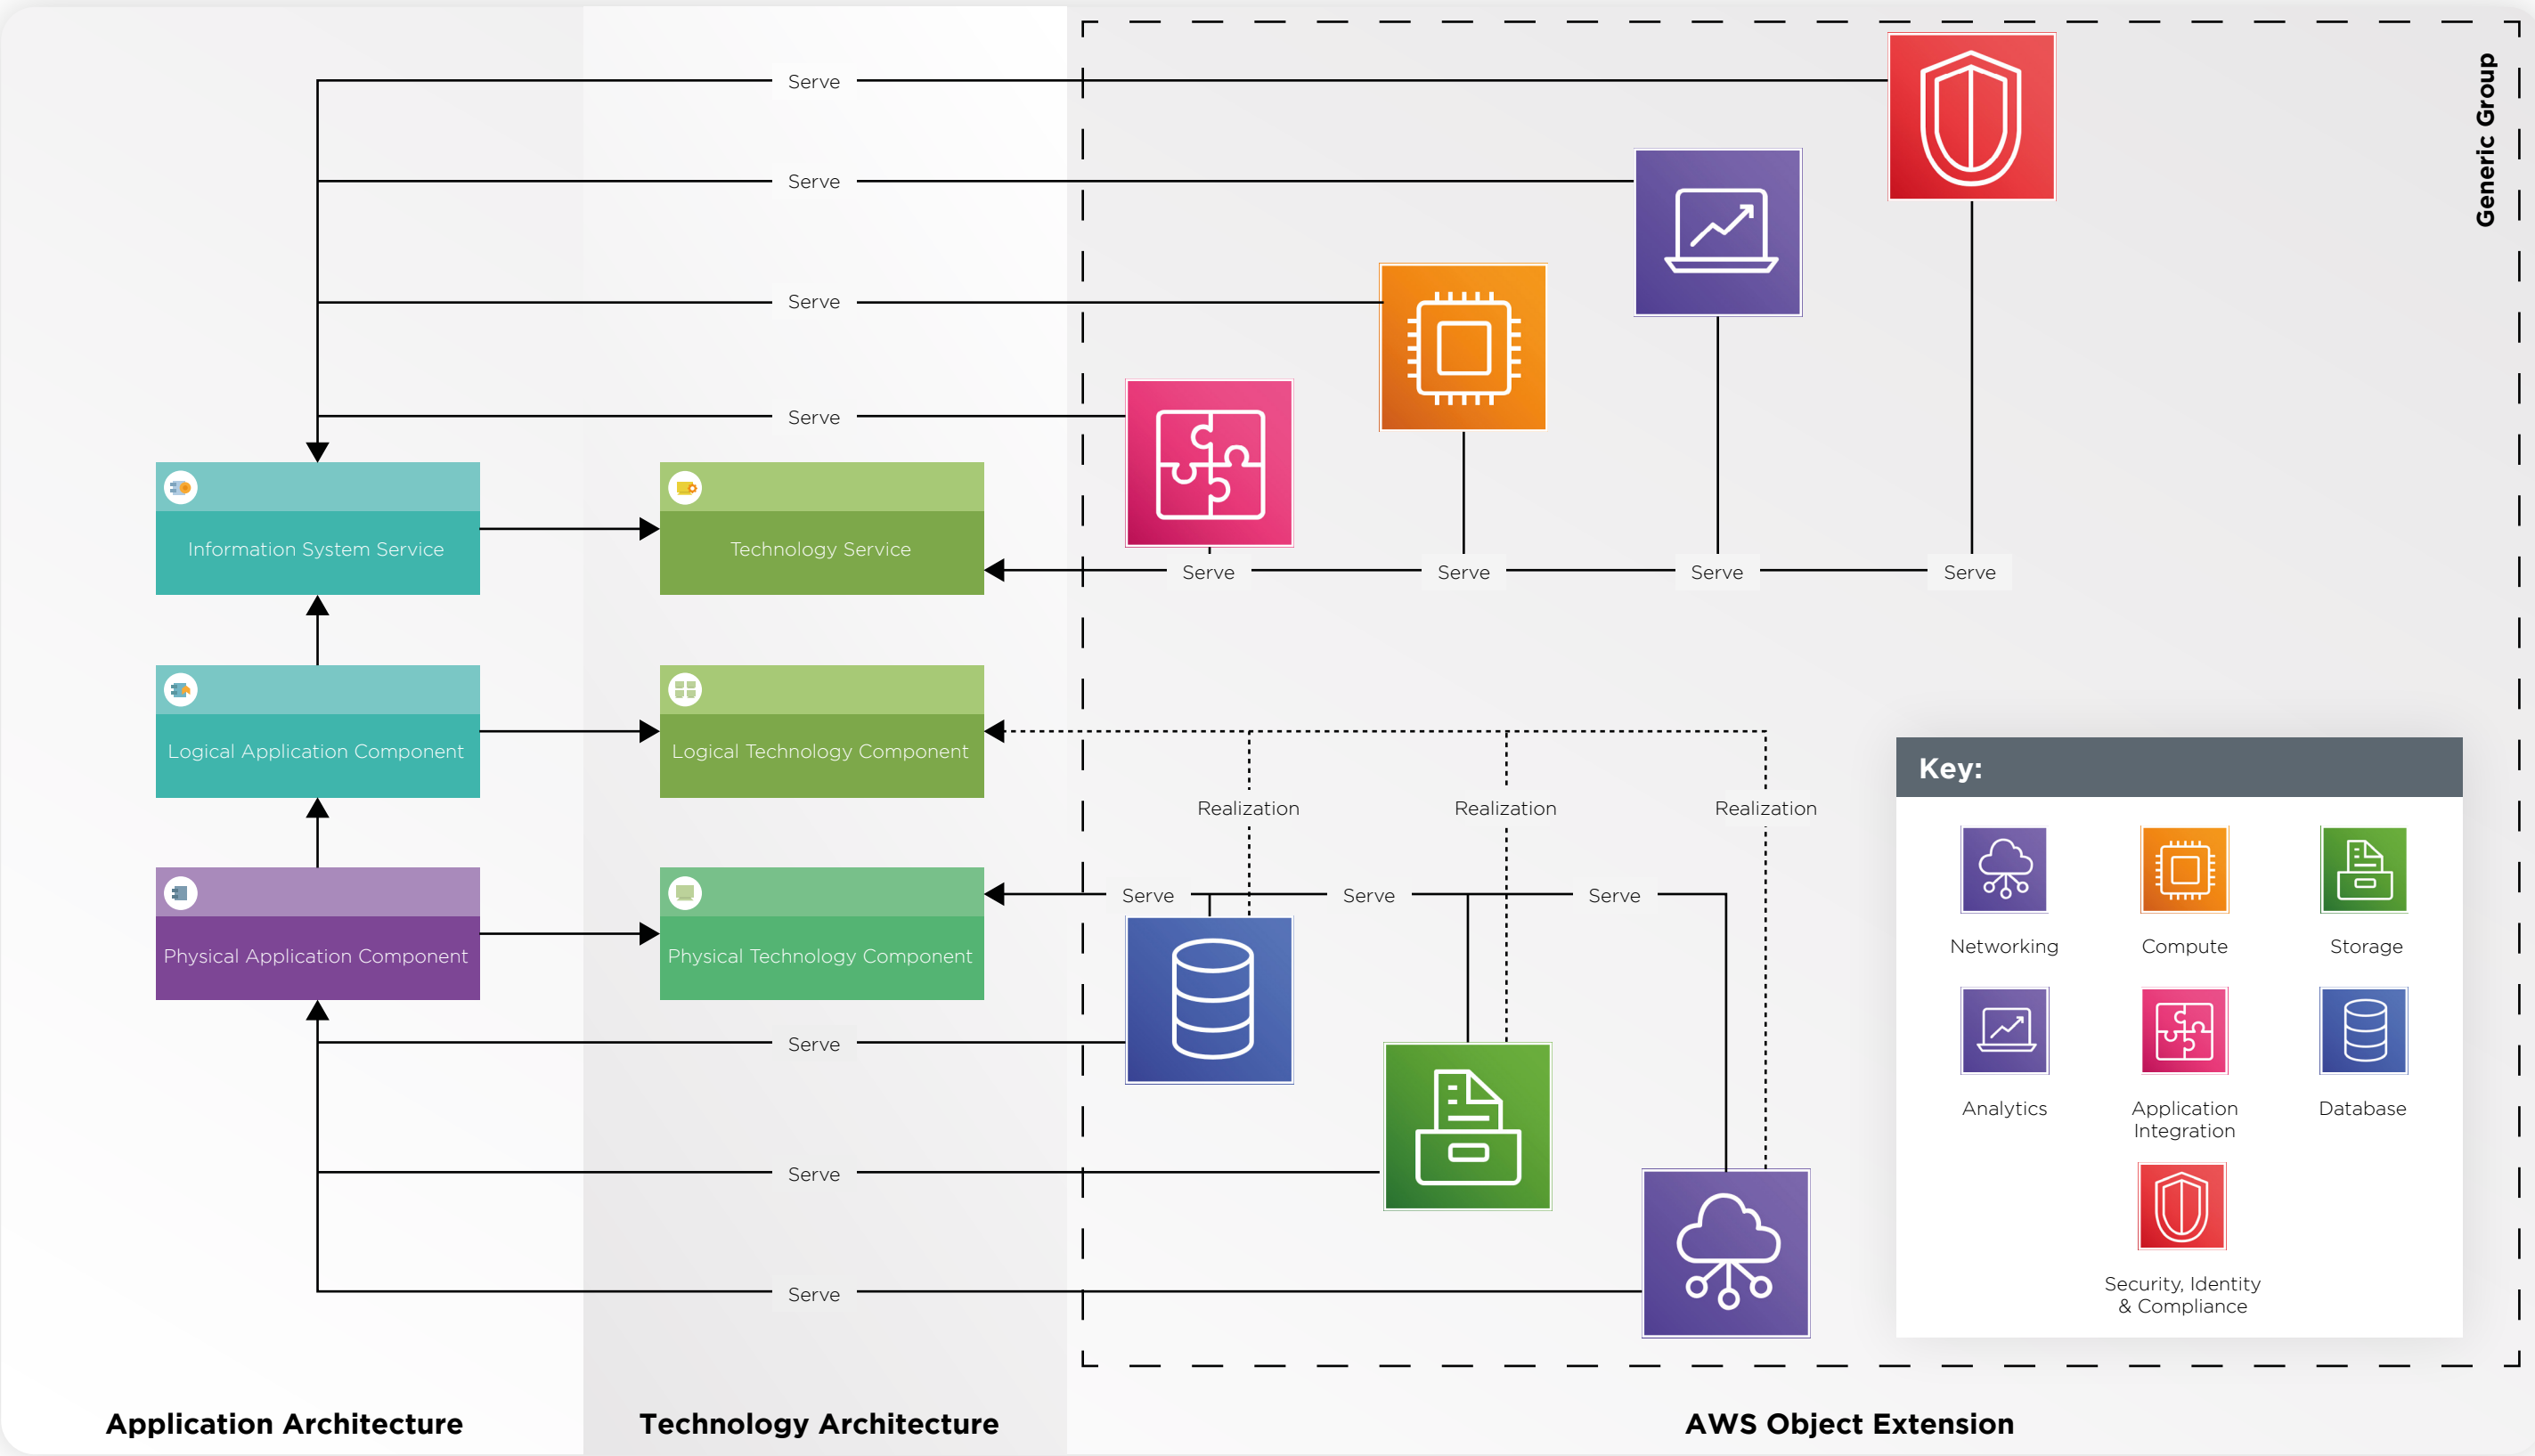 Generic Group
Serve
Serve
Serve
Serve
Information System Service
Technology Service
Serve
Serve
Serve
Serve
Logical Application Component
Logical Technology Component
Realization
Realization
Realization
Physical Application Component
Physical Technology Component
Serve
Serve
Serve
Serve
Serve
Serve
Key:
Networking
Compute
Storage
Analytics
Application
Integration
Database
Security, Identity
& Compliance
Application Architecture
Technology Architecture
AWS Object Extension